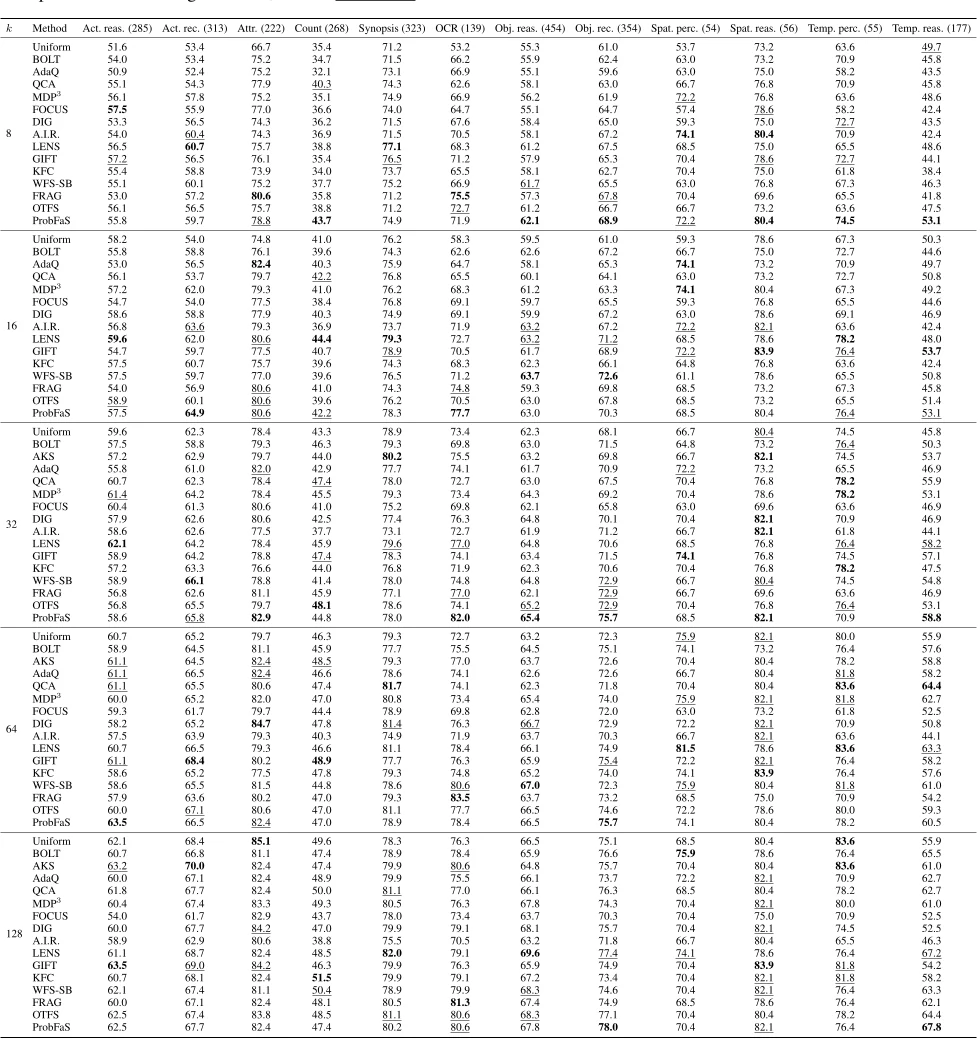 k Method Act. reas. (285) Act. rec. (313) Attr. (222) Count (268) Synopsis (323) OCR (139) Obj. reas. (454) Obj. rec. (354) Spat. perc. (54) Spat. reas. (56) Temp. perc. (55) Temp. reas. (177)
Uniform 51.6 53.4 66.7 35.4 71.2 53.2 55.3 61.0 53.7 73.2 63.6 49.7
BOLT 54.0 53.4 75.2 34.7 71.5 66.2 55.9 62.4 63.0 73.2 70.9 45.8
AdaQ 50.9 52.4 75.2 32.1 73.1 66.9 55.1 59.6 63.0 75.0 58.2 43.5
QCA 55.1 54.3 77.9 40.3 74.3 62.6 58.1 63.0 66.7 76.8 70.9 45.8
MDP³ 56.1 57.8 75.2 35.1 74.9 66.9 56.2 61.9 72.2 76.8 63.6 48.6
FOCUS 57.5 55.9 77.0 36.6 74.0 64.7 55.1 64.7 57.4 78.6 58.2 42.4
DIG 53.3 56.5 74.3 36.2 71.5 67.6 58.4 65.0 59.3 75.0 72.7 43.5
8 A.I.R. 54.0 60.4 74.3 36.9 71.5 70.5 58.1 67.2 74.1 80.4 70.9 42.4
LENS 56.5 60.7 75.7 38.8 77.1 68.3 61.2 67.5 68.5 75.0 65.5 48.6
GIFT 57.2 56.5 76.1 35.4 76.5 71.2 57.9 65.3 70.4 78.6 72.7 44.1
KFC 55.4 58.8 73.9 34.0 73.7 65.5 58.1 62.7 70.4 75.0 61.8 38.4
WFS-SB 55.1 60.1 75.2 37.7 75.2 66.9 61.7 65.5 63.0 76.8 67.3 46.3
FRAG 53.0 57.2 80.6 35.8 71.2 75.5 57.3 67.8 70.4 69.6 65.5 41.8
OTFS 56.1 56.5 75.7 38.8 71.2 72.7 61.2 66.7 66.7 73.2 63.6 47.5
ProbFaS 55.8 59.7 78.8 43.7 74.9 71.9 62.1 68.9 72.2 80.4 74.5 53.1
Uniform 58.2 54.0 74.8 41.0 76.2 58.3 59.5 61.0 59.3 78.6 67.3 50.3
BOLT 55.8 58.8 76.1 39.6 74.3 62.6 62.6 67.2 66.7 75.0 72.7 44.6
AdaQ 53.0 56.5 82.4 40.3 75.9 64.7 58.1 65.3 74.1 73.2 70.9 49.7
QCA 56.1 53.7 79.7 42.2 76.8 65.5 60.1 64.1 63.0 73.2 72.7 50.8
MDP³ 57.2 62.0 79.3 41.0 76.2 68.3 61.2 63.3 74.1 80.4 67.3 49.2
FOCUS 54.7 54.0 77.5 38.4 76.8 69.1 59.7 65.5 59.3 76.8 65.5 44.6
DIG 58.6 58.8 77.9 40.3 74.9 69.1 59.9 67.2 63.0 78.6 69.1 46.9
16 A.I.R. 56.8 63.6 79.3 36.9 73.7 71.9 63.2 67.2 72.2 82.1 63.6 42.4
LENS 59.6 62.0 80.6 44.4 79.3 72.7 63.2 71.2 68.5 78.6 78.2 48.0
GIFT 54.7 59.7 77.5 40.7 78.9 70.5 61.7 68.9 72.2 83.9 76.4 53.7
KFC 57.5 60.7 75.7 39.6 74.3 68.3 62.3 66.1 64.8 76.8 63.6 42.4
WFS-SB 57.5 59.7 77.0 39.6 76.5 71.2 63.7 72.6 61.1 78.6 65.5 50.8
FRAG 54.0 56.9 80.6 41.0 74.3 74.8 59.3 69.8 68.5 73.2 67.3 45.8
OTFS 58.9 60.1 80.6 39.6 76.2 70.5 63.0 67.8 68.5 73.2 65.5 51.4
ProbFaS 57.5 64.9 80.6 42.2 78.3 77.7 63.0 70.3 68.5 80.4 76.4 53.1
Uniform 59.6 62.3 78.4 43.3 78.9 73.4 62.3 68.1 66.7 80.4 74.5 45.8
BOLT 57.5 58.8 79.3 46.3 79.3 69.8 63.0 71.5 64.8 73.2 76.4 50.3
AKS 57.2 62.9 79.7 44.0 80.2 75.5 63.2 69.8 66.7 82.1 74.5 53.7
AdaQ 55.8 61.0 82.0 42.9 77.7 74.1 61.7 70.9 72.2 73.2 65.5 46.9
QCA 60.7 62.3 78.4 47.4 78.0 72.7 63.0 67.5 70.4 76.8 78.2 55.9
MDP³ 61.4 64.2 78.4 45.5 79.3 73.4 64.3 69.2 70.4 78.6 78.2 53.1
FOCUS 60.4 61.3 80.6 41.0 75.2 69.8 62.1 65.8 63.0 69.6 63.6 46.9
DIG 57.9 62.6 80.6 42.5 77.4 76.3 64.8 70.1 70.4 82.1 70.9 46.9
32 A.I.R. 58.6 62.6 77.5 37.7 73.1 72.7 61.9 71.2 66.7 82.1 61.8 44.1
LENS 62.1 64.2 78.4 45.9 79.6 77.0 64.8 70.6 68.5 76.8 76.4 58.2
GIFT 58.9 64.2 78.8 47.4 78.3 74.1 63.4 71.5 74.1 76.8 74.5 57.1
KFC 57.2 63.3 76.6 44.0 76.8 71.9 62.3 70.6 70.4 76.8 78.2 47.5
WFS-SB 58.9 66.1 78.8 41.4 78.0 74.8 64.8 72.9 66.7 80.4 74.5 54.8
FRAG 56.8 62.6 81.1 45.9 77.1 77.0 62.1 72.9 66.7 69.6 63.6 46.9
OTFS 56.8 65.5 79.7 48.1 78.6 74.1 65.2 72.9 70.4 76.8 76.4 53.1
ProbFaS 58.6 65.8 82.9 44.8 78.0 82.0 65.4 75.7 68.5 82.1 70.9 58.8
Uniform 60.7 65.2 79.7 46.3 79.3 72.7 63.2 72.3 75.9 82.1 80.0 55.9
BOLT 58.9 64.5 81.1 45.9 77.7 75.5 64.5 75.1 74.1 73.2 76.4 57.6
AKS 61.1 64.5 82.4 48.5 79.3 77.0 63.7 72.6 70.4 80.4 78.2 58.8
AdaQ 61.1 66.5 82.4 46.6 78.6 74.1 62.6 72.6 66.7 80.4 81.8 58.2
QCA 61.1 65.5 80.6 47.4 81.7 74.1 62.3 71.8 70.4 80.4 83.6 64.4
MDP³ 60.0 65.2 82.0 47.0 80.8 73.4 65.4 74.0 75.9 82.1 81.8 62.7
FOCUS 59.3 61.7 79.7 44.4 78.9 69.8 62.8 72.0 63.0 73.2 61.8 52.5
DIG 58.2 65.2 84.7 47.8 81.4 76.3 66.7 72.9 72.2 82.1 70.9 50.8
64 A.I.R. 57.5 63.9 79.3 40.3 74.9 71.9 63.7 70.3 66.7 82.1 63.6 44.1
LENS 60.7 66.5 79.3 46.6 81.1 78.4 66.1 74.9 81.5 78.6 83.6 63.3
GIFT 61.1 68.4 80.2 48.9 77.7 76.3 65.9 75.4 72.2 82.1 76.4 58.2
KFC 58.6 65.2 77.5 47.8 79.3 74.8 65.2 74.0 74.1 83.9 76.4 57.6
WFS-SB 58.6 65.5 81.5 44.8 78.6 80.6 67.0 72.3 75.9 80.4 81.8 61.0
FRAG 57.9 63.6 80.2 47.0 79.3 83.5 63.7 73.2 68.5 75.0 70.9 54.2
OTFS 60.0 67.1 80.6 47.0 81.1 77.7 66.5 74.6 72.2 78.6 80.0 59.3
ProbFaS 63.5 66.5 82.4 47.0 78.9 78.4 66.5 75.7 74.1 80.4 78.2 60.5
Uniform 62.1 68.4 85.1 49.6 78.3 76.3 66.5 75.1 68.5 80.4 83.6 55.9
BOLT 60.7 66.8 81.1 47.4 78.9 78.4 65.9 76.6 75.9 78.6 76.4 65.5
AKS 63.2 70.0 82.4 47.4 79.9 80.6 64.8 75.7 70.4 80.4 83.6 61.0
AdaQ 60.0 67.1 82.4 48.9 79.9 75.5 66.1 73.7 72.2 82.1 70.9 62.7
QCA 61.8 67.7 82.4 50.0 81.1 77.0 66.1 76.3 68.5 80.4 78.2 62.7
MDP³ 60.4 67.4 83.3 49.3 80.5 76.3 67.8 74.3 70.4 82.1 80.0 61.0
FOCUS 54.0 61.7 82.9 43.7 78.0 73.4 63.7 70.3 70.4 75.0 70.9 52.5
DIG 60.0 67.7 84.2 47.0 79.9 79.1 68.1 75.7 70.4 82.1 74.5 52.5
128 A.I.R. 58.9 62.9 80.6 38.8 75.5 70.5 63.2 71.8 66.7 80.4 65.5 46.3
LENS 61.1 68.7 82.4 48.5 82.0 79.1 69.6 77.4 74.1 78.6 76.4 67.2
GIFT 63.5 69.0 84.2 46.3 79.9 76.3 65.9 74.9 70.4 83.9 81.8 54.2
KFC 60.7 68.1 82.4 51.5 79.9 79.1 67.2 73.4 70.4 82.1 81.8 58.2
WFS-SB 62.1 67.4 81.1 50.4 78.9 79.9 68.3 74.6 70.4 82.1 76.4 63.3
FRAG 60.0 67.1 82.4 48.1 80.5 81.3 67.4 74.9 68.5 78.6 76.4 62.1
OTFS 62.5 67.4 83.8 48.5 81.1 80.6 68.3 77.1 70.4 80.4 78.2 64.4
ProbFaS 62.5 67.7 82.4 47.4 80.2 80.6 67.8 78.0 70.4 82.1 76.4 67.8